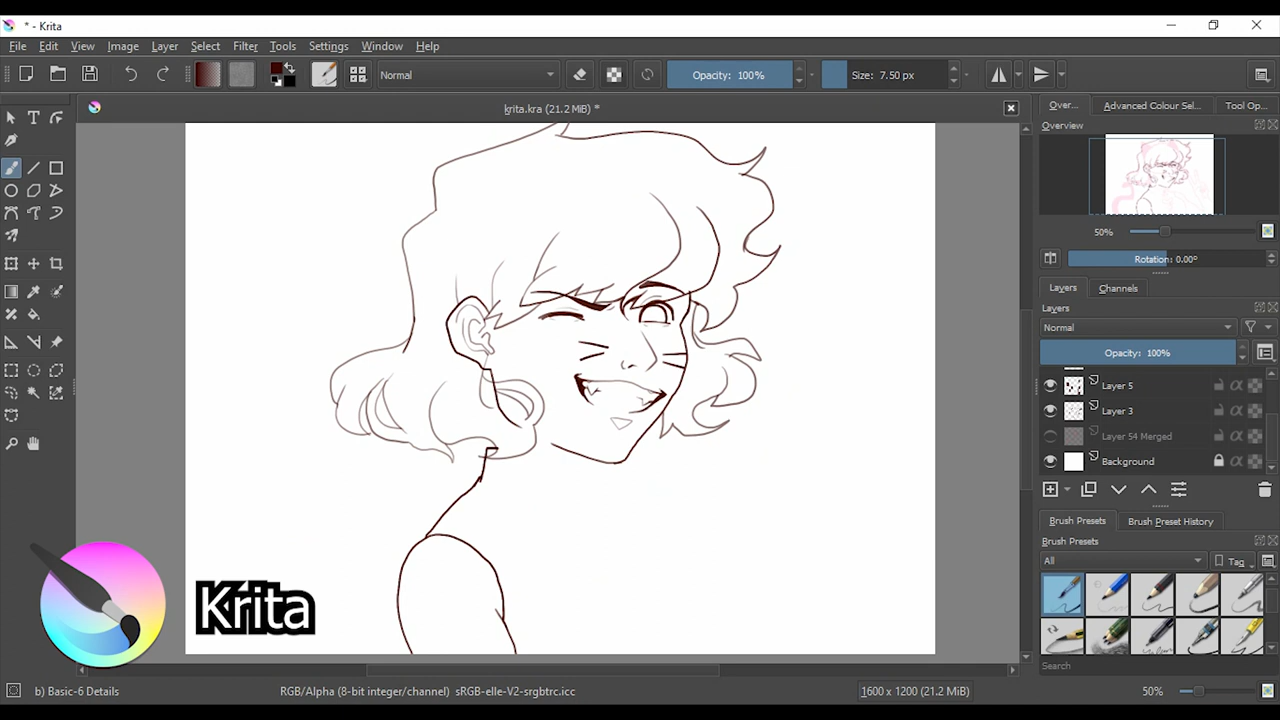 * - Krita
File Edit View Image Layer Select Filter Tools Settings Window Help
Normal Opacity: 100% Size: 7.50 px
krita.kra (21.2 MiB) *
Over... Advanced Colour Sel... Tool Op...
Overview
50%
Rotation: 0.00°
Layers Channels
Layers
Normal
Opacity: 100%
Layer 5
Layer 3
Layer 54 Merged
Background
Brush Presets Brush Preset History
Brush Presets
All Tag
Search
Krita
b) Basic-6 Details RGB/Alpha (8-bit integer/channel) sRGB-elle-V2-srgbtrc.icc 1600 x 1200 (21.2 MiB) 50%